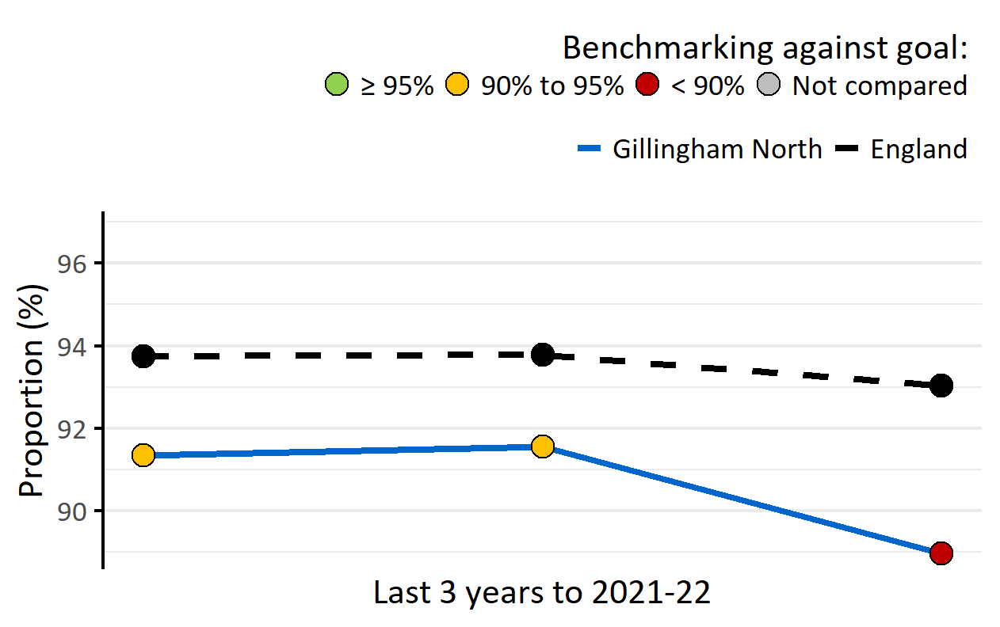 Benchmarking against goal:
≥ 95% 90% to 95% < 90% Not compared
Gillingham North England
Proportion (%)
96
94
92
90
Last 3 years to 2021-22